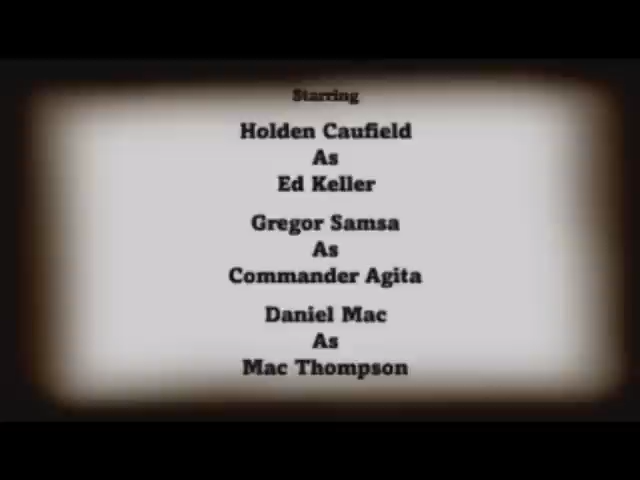 Starring
Holden Caufield
As
Ed Keller
Gregor Samsa
As
Commander Agita
Daniel Mac
As
Mac Thompson